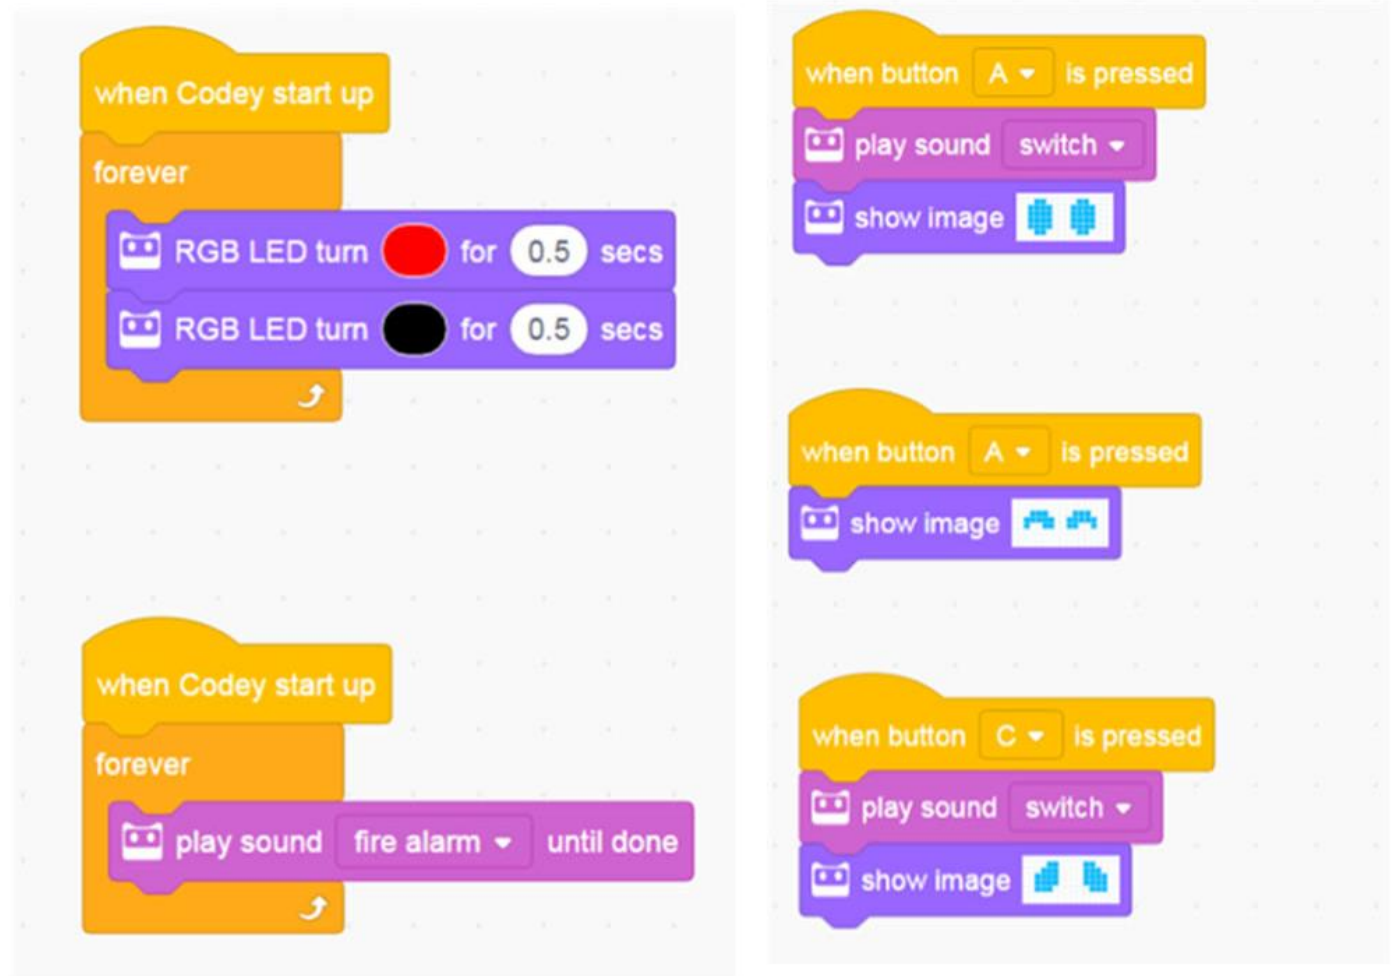 when Codey start up
forever
RGB LED turn for 0.5 secs
RGB LED turn for 0.5 secs
when Codey start up
forever
play sound fire alarm until done
when button A is pressed
play sound switch
show image
when button A is pressed
show image
when button C is pressed
play sound switch
show image